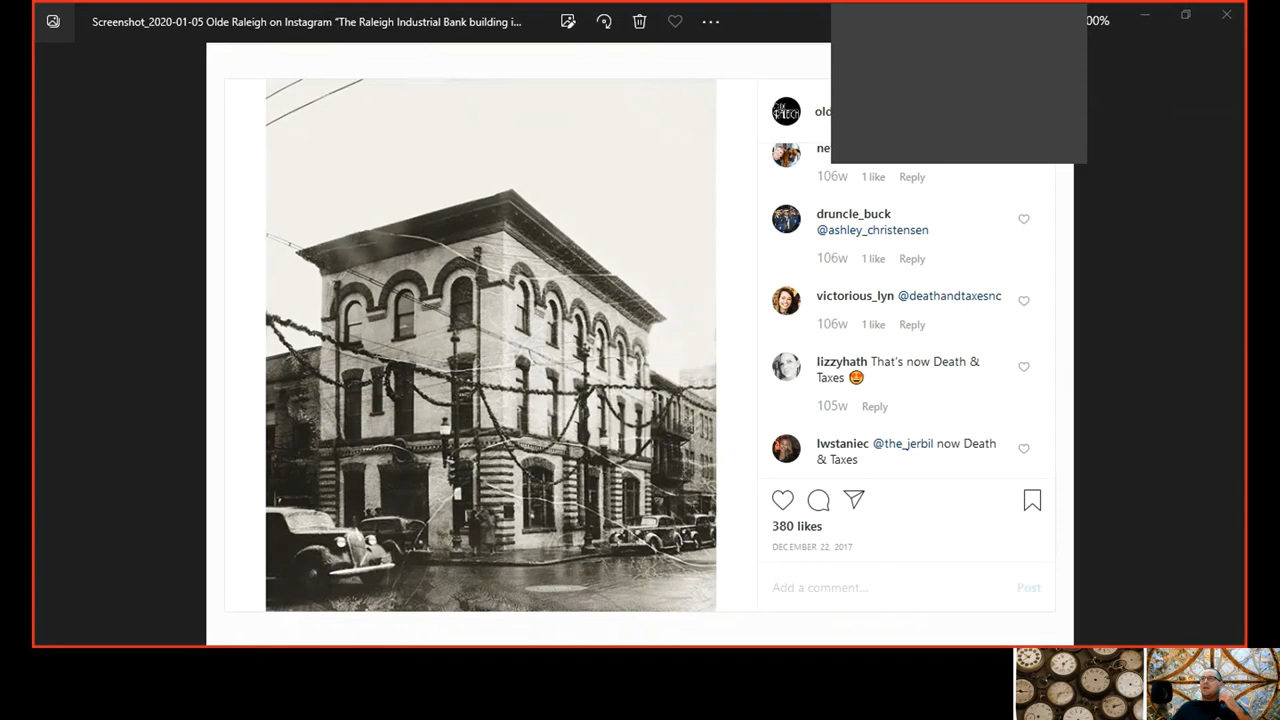 Screenshot_2020-01-05 Olde Raleigh on Instagram “The Raleigh Industrial Bank building i...
00%
106w 1 like Reply
druncle_buck
@ashley_christensen
106w 1 like Reply
victorious_lyn @deathandtaxesnc
106w 1 like Reply
lizzyhath That's now Death &
Taxes
105w Reply
lwstaniec @the_jerbil now Death
& Taxes
380 likes
DECEMBER 22, 2017
Add a comment...
Post